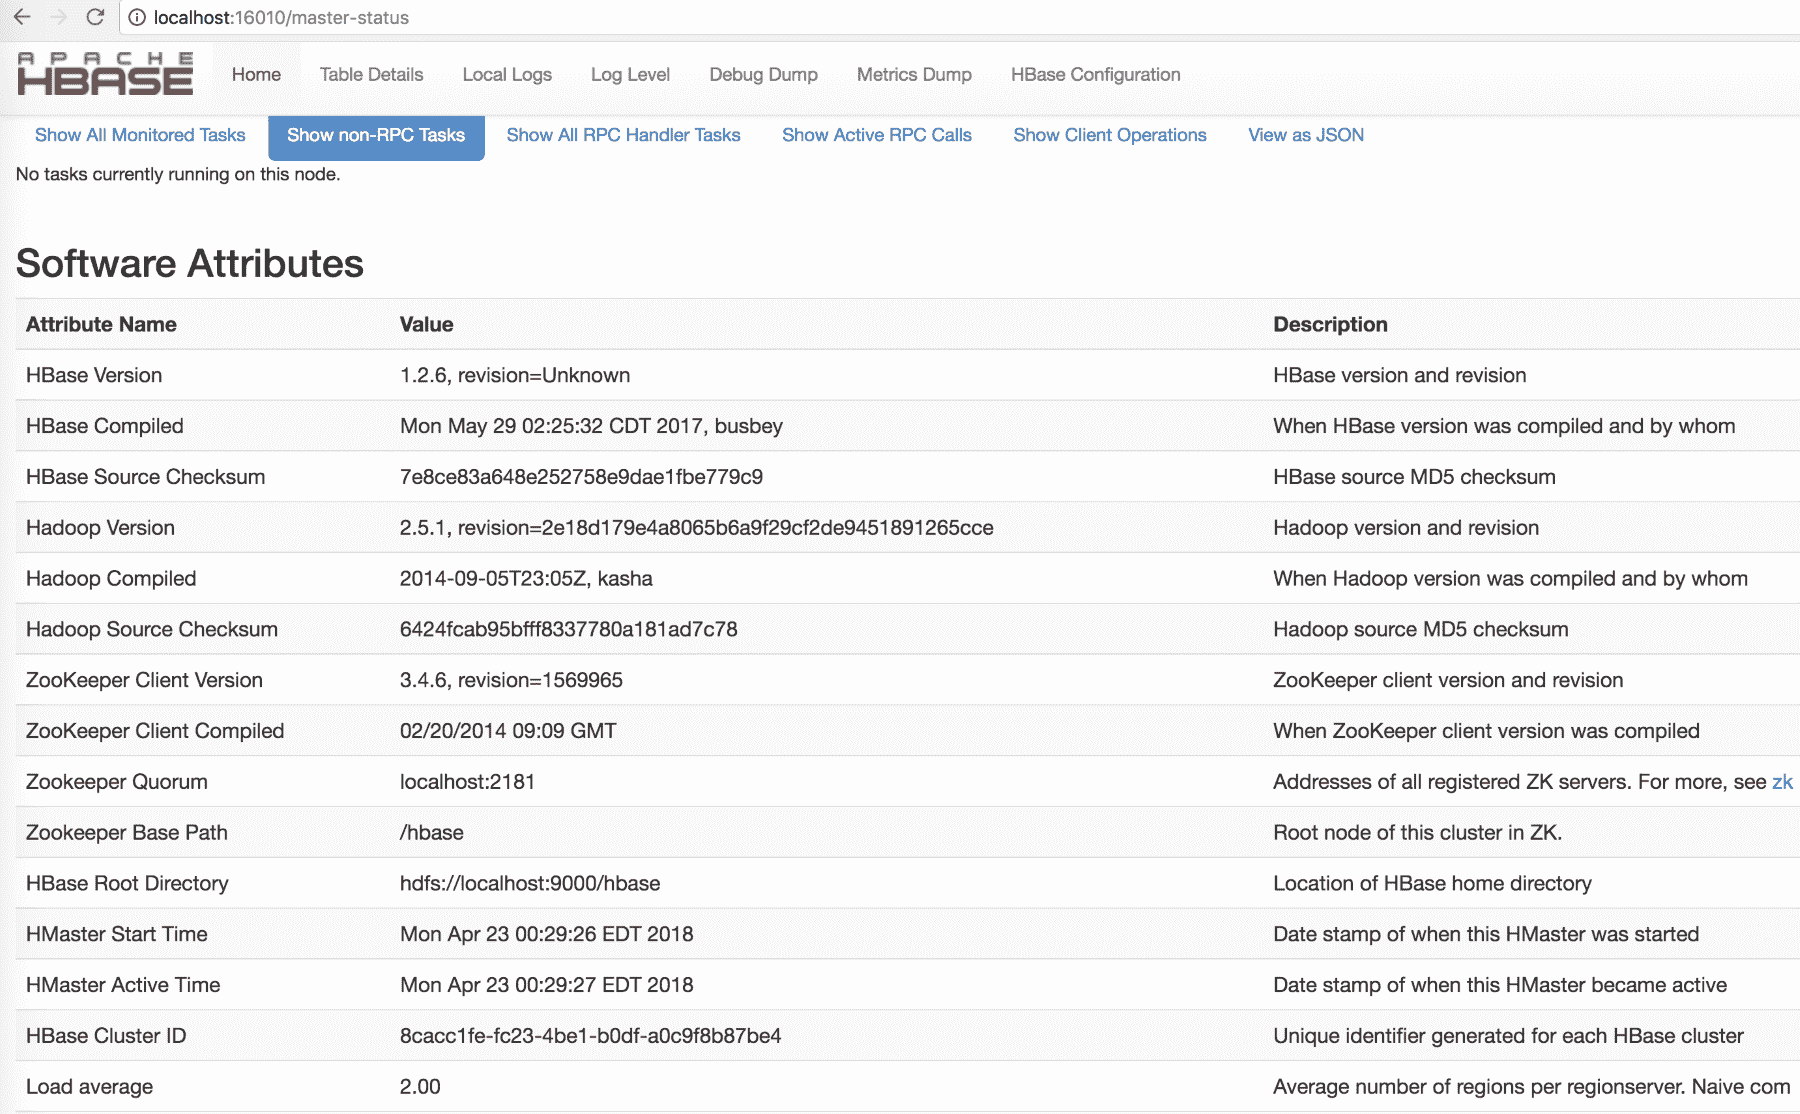 localhost:16010/master-status
APACHE
HBASE
Home Table Details Local Logs Log Level Debug Dump Metrics Dump HBase Configuration
Show All Monitored Tasks Show non-RPC Tasks Show All RPC Handler Tasks Show Active RPC Calls Show Client Operations View as JSON
No tasks currently running on this node.
Software Attributes
Attribute Name Value Description
HBase Version 1.2.6, revision=Unknown HBase version and revision
HBase Compiled Mon May 29 02:25:32 CDT 2017, busbey When HBase version was compiled and by whom
HBase Source Checksum 7e8ce83a648e252758e9dae1fbe779c9 HBase source MD5 checksum
Hadoop Version 2.5.1, revision=2e18d179e4a8065b6a9f29cf2de9451891265cce Hadoop version and revision
Hadoop Compiled 2014-09-05T23:05Z, kasha When Hadoop version was compiled and by whom
Hadoop Source Checksum 6424fcab95bfff8337780a181ad7c78 Hadoop source MD5 checksum
ZooKeeper Client Version 3.4.6, revision=1569965 ZooKeeper client version and revision
ZooKeeper Client Compiled 02/20/2014 09:09 GMT When ZooKeeper client version was compiled
Zookeeper Quorum localhost:2181 Addresses of all registered ZK servers. For more, see zk
Zookeeper Base Path /hbase Root node of this cluster in ZK.
HBase Root Directory hdfs://localhost:9000/hbase Location of HBase home directory
HMaster Start Time Mon Apr 23 00:29:26 EDT 2018 Date stamp of when this HMaster was started
HMaster Active Time Mon Apr 23 00:29:27 EDT 2018 Date stamp of when this HMaster became active
HBase Cluster ID 8cacc1fe-fc23-4be1-b0df-a0c9f8b87be4 Unique identifier generated for each HBase cluster
Load average 2.00 Average number of regions per regionserver. Naive com